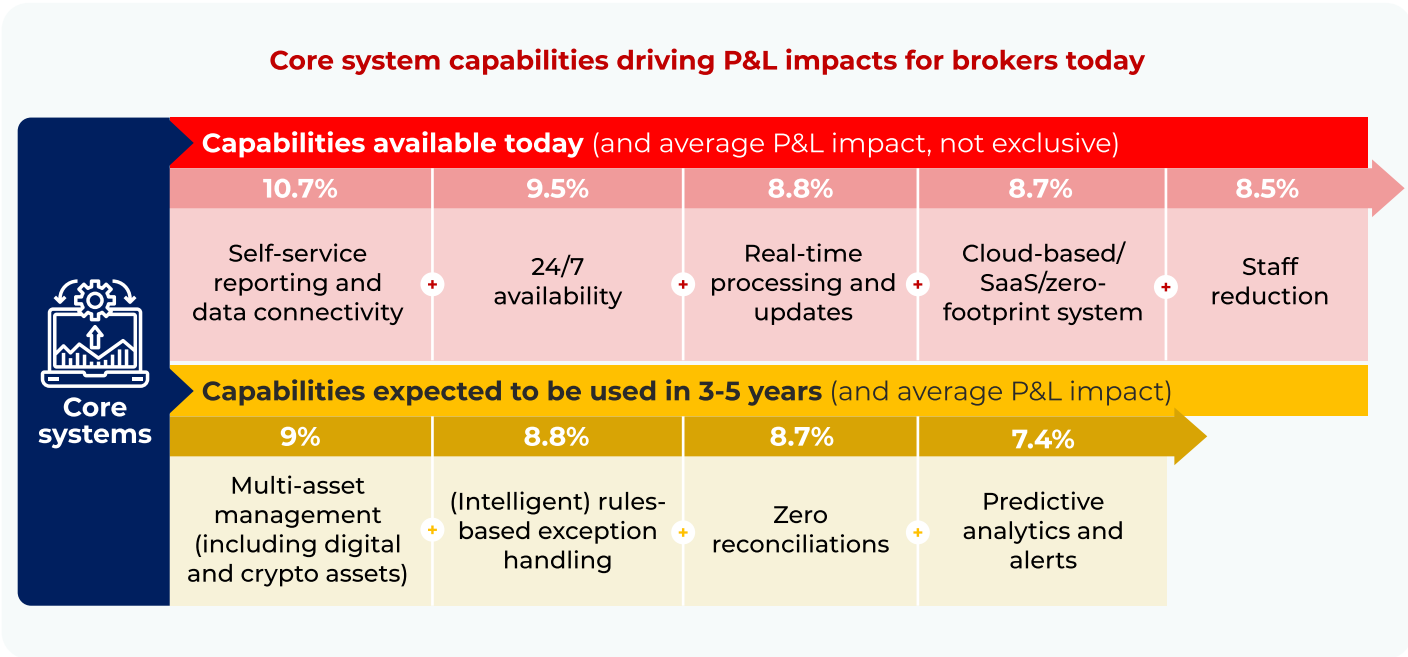 Core system capabilities driving P&L impacts for brokers today
Capabilities available today (and average P&L impact, not exclusive)
10.7%
9.5%
8.8%
8.7%
8.5%
Self-service
reporting and
data connectivity
+
24/7
availability
+
Real-time
processing and
updates
+
Cloud-based/
SaaS/zero-
footprint system
+
Staff
reduction
Core
systems
Capabilities expected to be used in 3-5 years (and average P&L impact)
9%
8.8%
8.7%
7.4%
Multi-asset
management
(including digital
and crypto assets)
+
(Intelligent) rules-
based exception
handling
+
Zero
reconciliations
+
Predictive
analytics and
alerts